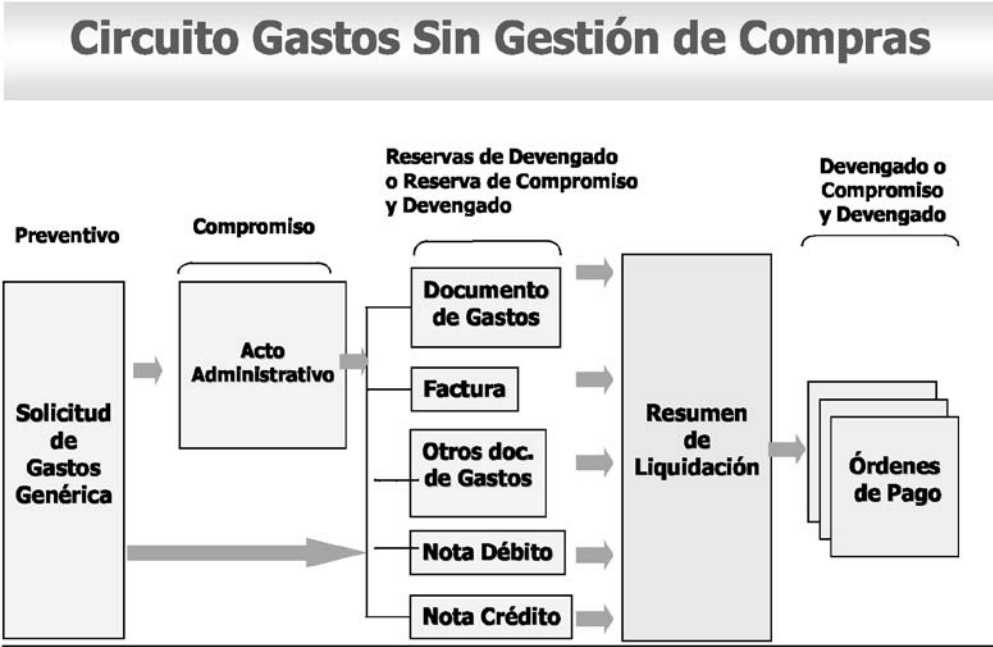 Circuito Gastos Sin Gestión de Compras
Preventivo
Compromiso
Reservas de Devengado
o Reserva de Compromiso
y Devengado
Devengado o
Compromiso
y Devengado
Solicitud
de
Gastos
Genérica
Acto
Administrativo
Documento
de Gastos
Factura
Otros doc.
de Gastos
Nota Débito
Nota Crédito
Resumen
de
Liquidación
Órdenes
de Pago